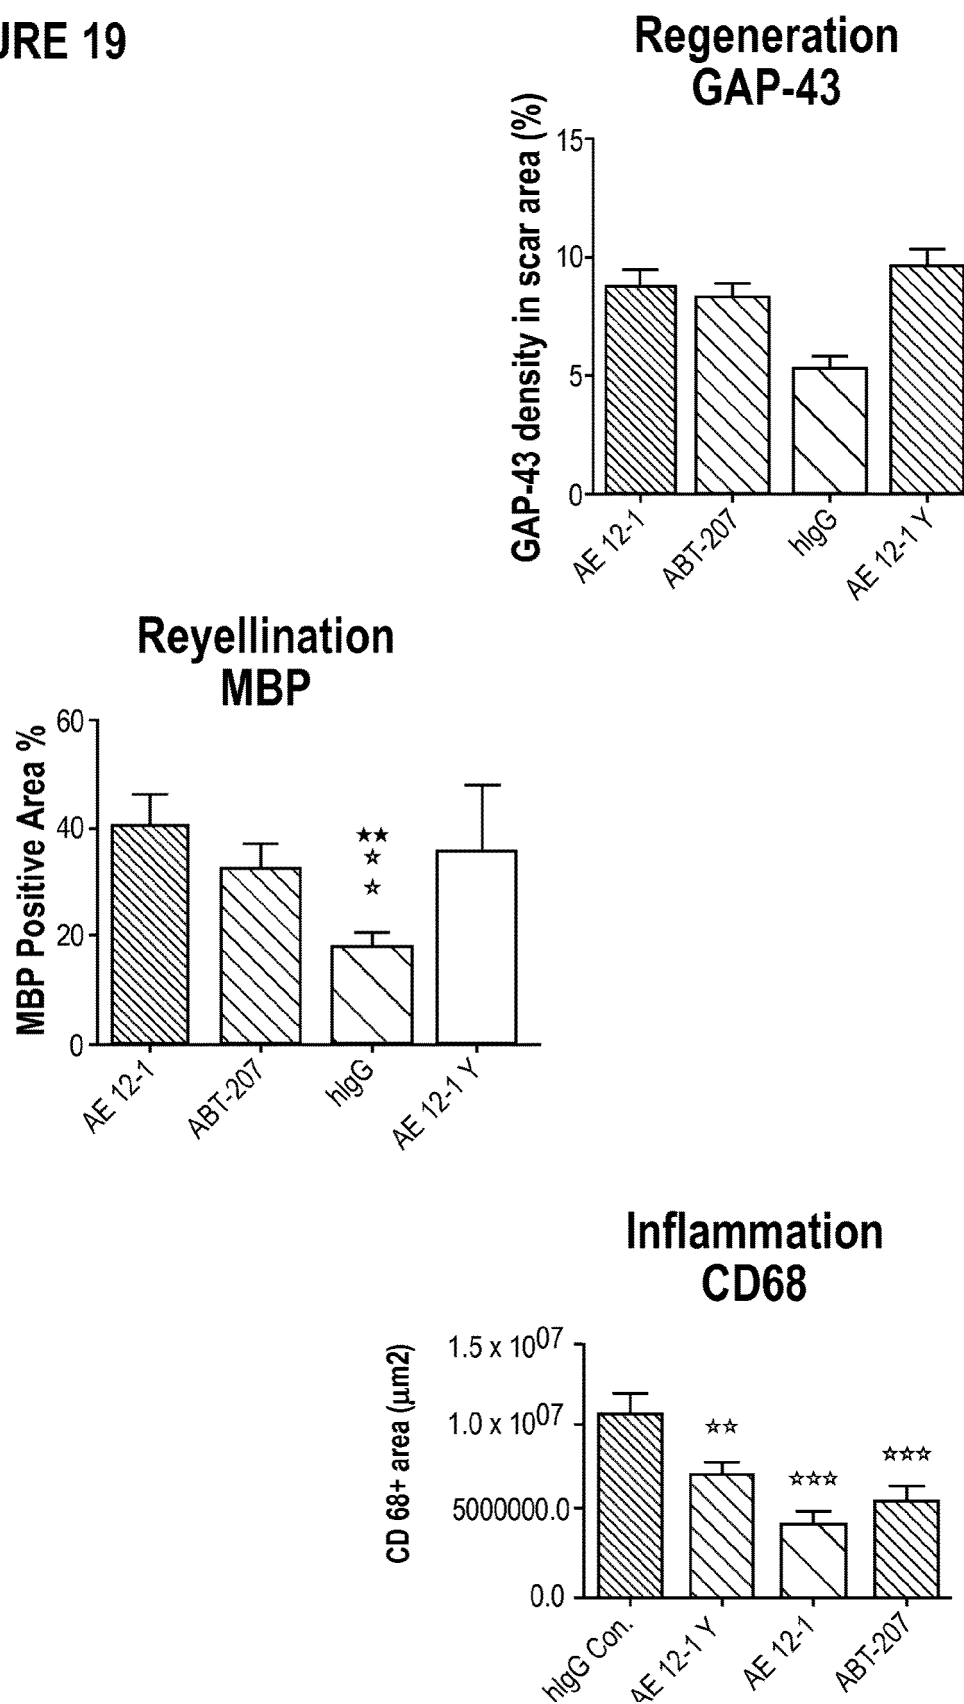 URE 19
Regeneration
GAP-43
GAP-43 density in scar area (%)
15
10
5
0
AE 12-1
ABT-207
hIgG
AE 12-1 Y
Reyellination
MBP
MBP Positive Area %
60
40
20
0
★★
☆
☆
AE 12-1
ABT-207
hIgG
AE 12-1 Y
Inflammation
CD68
CD 68+ area (μm2)
1.5 x 10^07
1.0 x 10^07
5000000.0
0.0
☆☆
☆☆☆
☆☆☆
hIgG Con.
AE 12-1 Y
AE 12-1
ABT-207